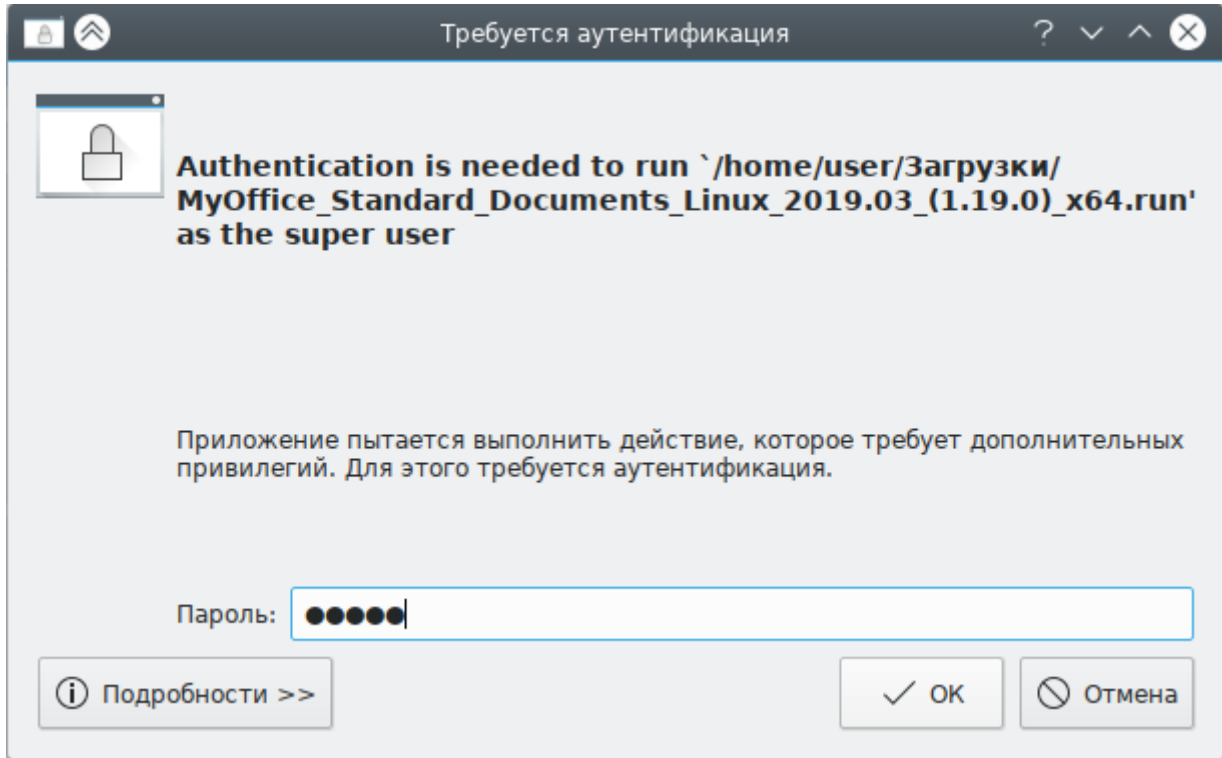 Требуется аутентификация
Authentication is needed to run `/home/user/Загрузки/
MyOffice_Standard_Documents_Linux_2019.03_(1.19.0)_x64.run'
as the super user
Приложение пытается выполнить действие, которое требует дополнительных
привилегий. Для этого требуется аутентификация.
Пароль: ●●●●●
Подробности >>
ОК
Отмена